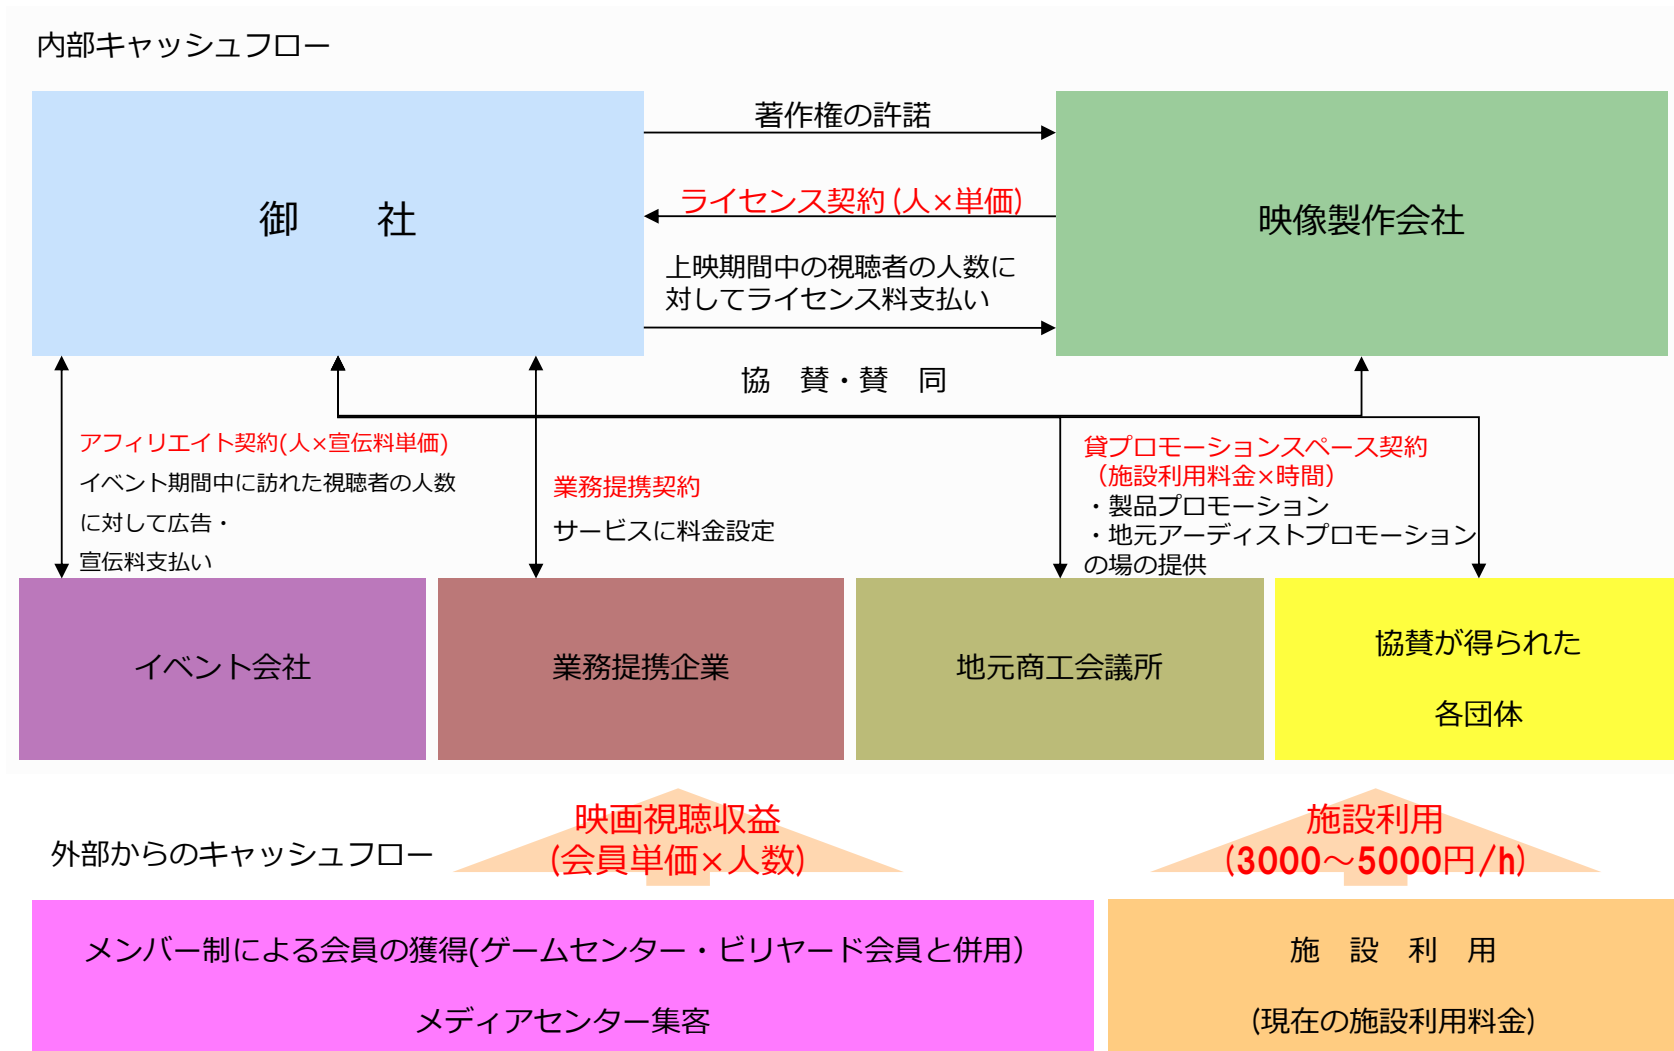 内部キャッシュフロー
御　　社
著作権の許諾
ライセンス契約(人×単価)
上映期間中の視聴者の人数に
対してライセンス料支払い
映像製作会社
協　賛・賛　同
アフィリエイト契約(人×宣伝料単価)
イベント期間中に訪れた視聴者の人数
に対して広告・
宣伝料支払い
業務提携契約
サービスに料金設定
貸プロモーションスペース契約
（施設利用料金×時間）
・製品プロモーション
・地元アーディストプロモーション
の場の提供
イベント会社
業務提携企業
地元商工会議所
協賛が得られた
各団体
外部からのキャッシュフロー
映画視聴収益
(会員単価×人数)
施設利用
(3000～5000円/h)
メンバー制による会員の獲得(ゲームセンター・ビリヤード会員と併用）
メディアセンター集客
施　設　利　用
(現在の施設利用料金)